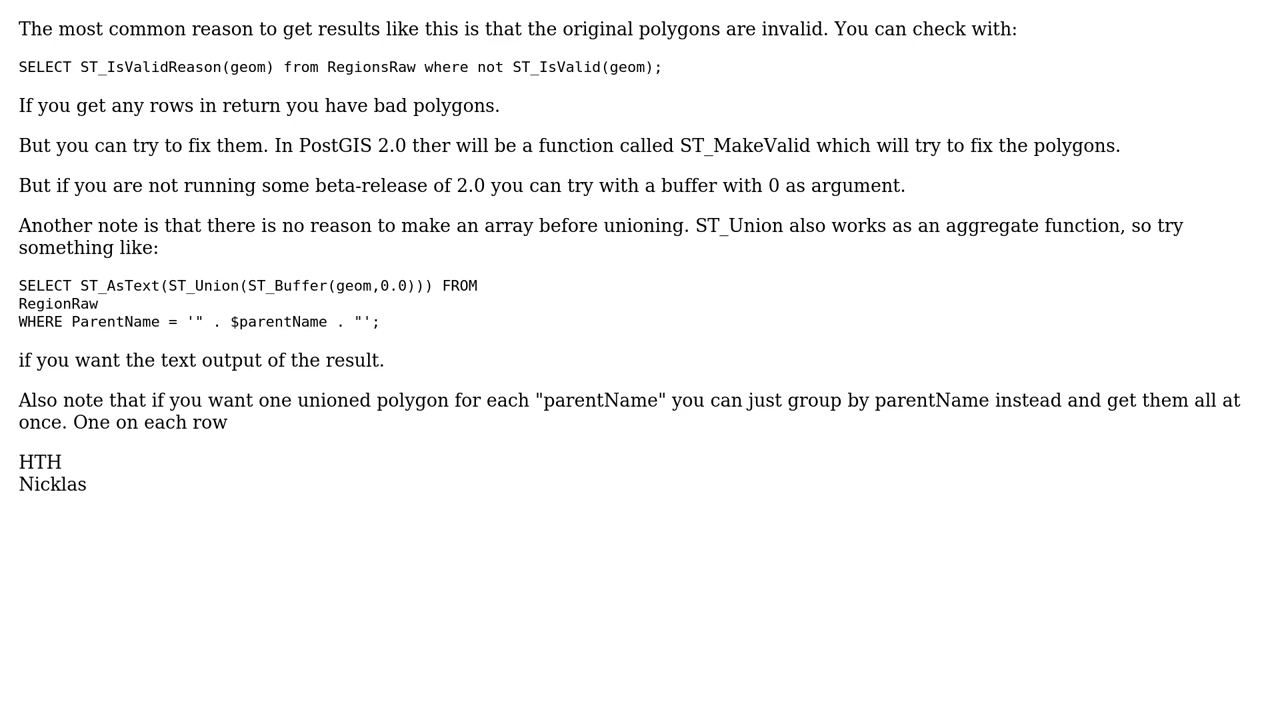 The most common reason to get results like this is that the original polygons are invalid. You can check with:
SELECT ST_IsValidReason(geom) from RegionsRaw where not ST_IsValid(geom);
If you get any rows in return you have bad polygons.
But you can try to fix them. In PostGIS 2.0 ther will be a function called ST_MakeValid which will try to fix the polygons.
But if you are not running some beta-release of 2.0 you can try with a buffer with 0 as argument.
Another note is that there is no reason to make an array before unioning. ST_Union also works as an aggregate function, so try
something like:
SELECT ST_AsText(ST_Union(ST_Buffer(geom,0.0))) FROM
RegionRaw
WHERE ParentName = '" . $parentName . "';
if you want the text output of the result.
Also note that if you want one unioned polygon for each "parentName" you can just group by parentName instead and get them all at
once. One on each row
HTH
Nicklas